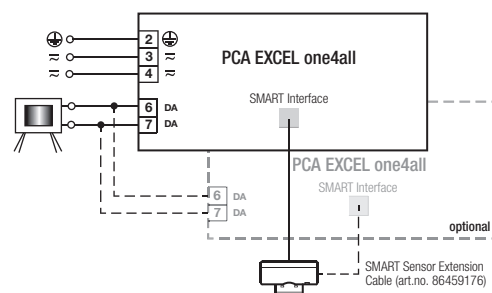 2
3
4
PCA EXCEL one4all
SMART Interface
6 DA
7 DA
PCA EXCEL one4all
SMART Interface
6 DA
7 DA
optional
SMART Sensor Extension
Cable (art.no. 86459176)